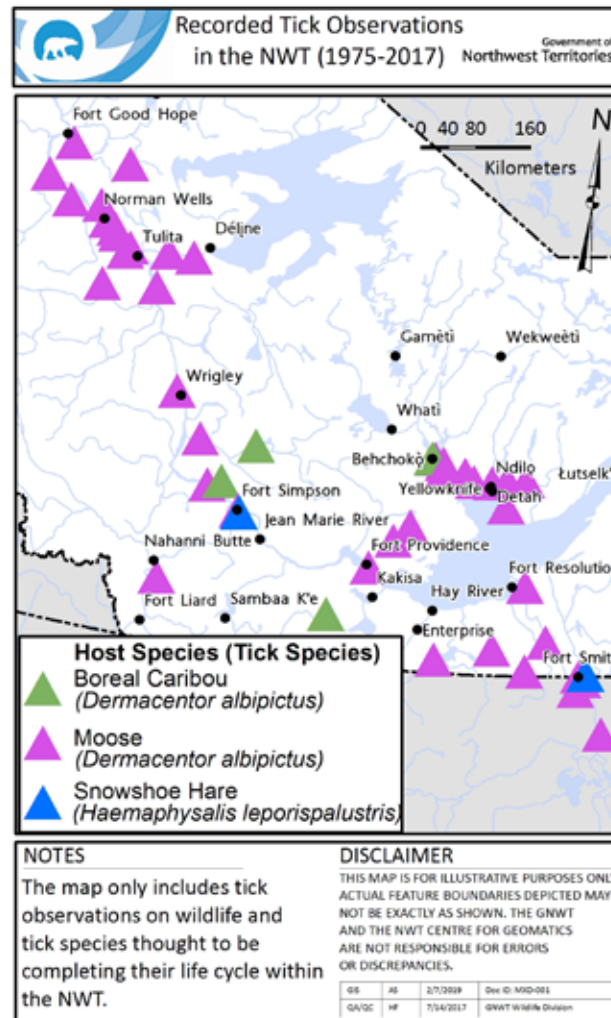 Recorded Tick Observations
in the NWT (1975-2017)
Government of
Northwest Territories
Fort Good Hope
0 40 80 160
Kilometers
N
Norman Wells
Tulita
Délįne
Gamètì
Wekweètì
Wrigley
Whatì
Behchokǫ̀
Ndilo
Łutselk'
Yellowknife
Detah
Fort Simpson
Jean Marie River
Nahanni Butte
Fort Providence
Kakisa
Fort Resolution
Hay River
Fort Liard
Sambaa K'e
Enterprise
Fort Smit
Host Species (Tick Species)
Boreal Caribou
(Dermacentor albipictus)
Moose
(Dermacentor albipictus)
Snowshoe Hare
(Haemaphysalis leporispalustris)
NOTES
The map only includes tick
observations on wildlife and
tick species thought to be
completing their life cycle within
the NWT.
DISCLAIMER
THIS MAP IS FOR ILLUSTRATIVE PURPOSES ONL
ACTUAL FEATURE BOUNDARIES DEPICTED MAY
NOT BE EXACTLY AS SHOWN. THE GNWT
AND THE NWT CENTRE FOR GEOMATICS
ARE NOT RESPONSIBLE FOR ERRORS
OR DISCREPANCIES.
GIS AS 2/7/2019 Doc ID: MXD-001
QA/QC HF 7/14/2017 GNWT Wildlife Division